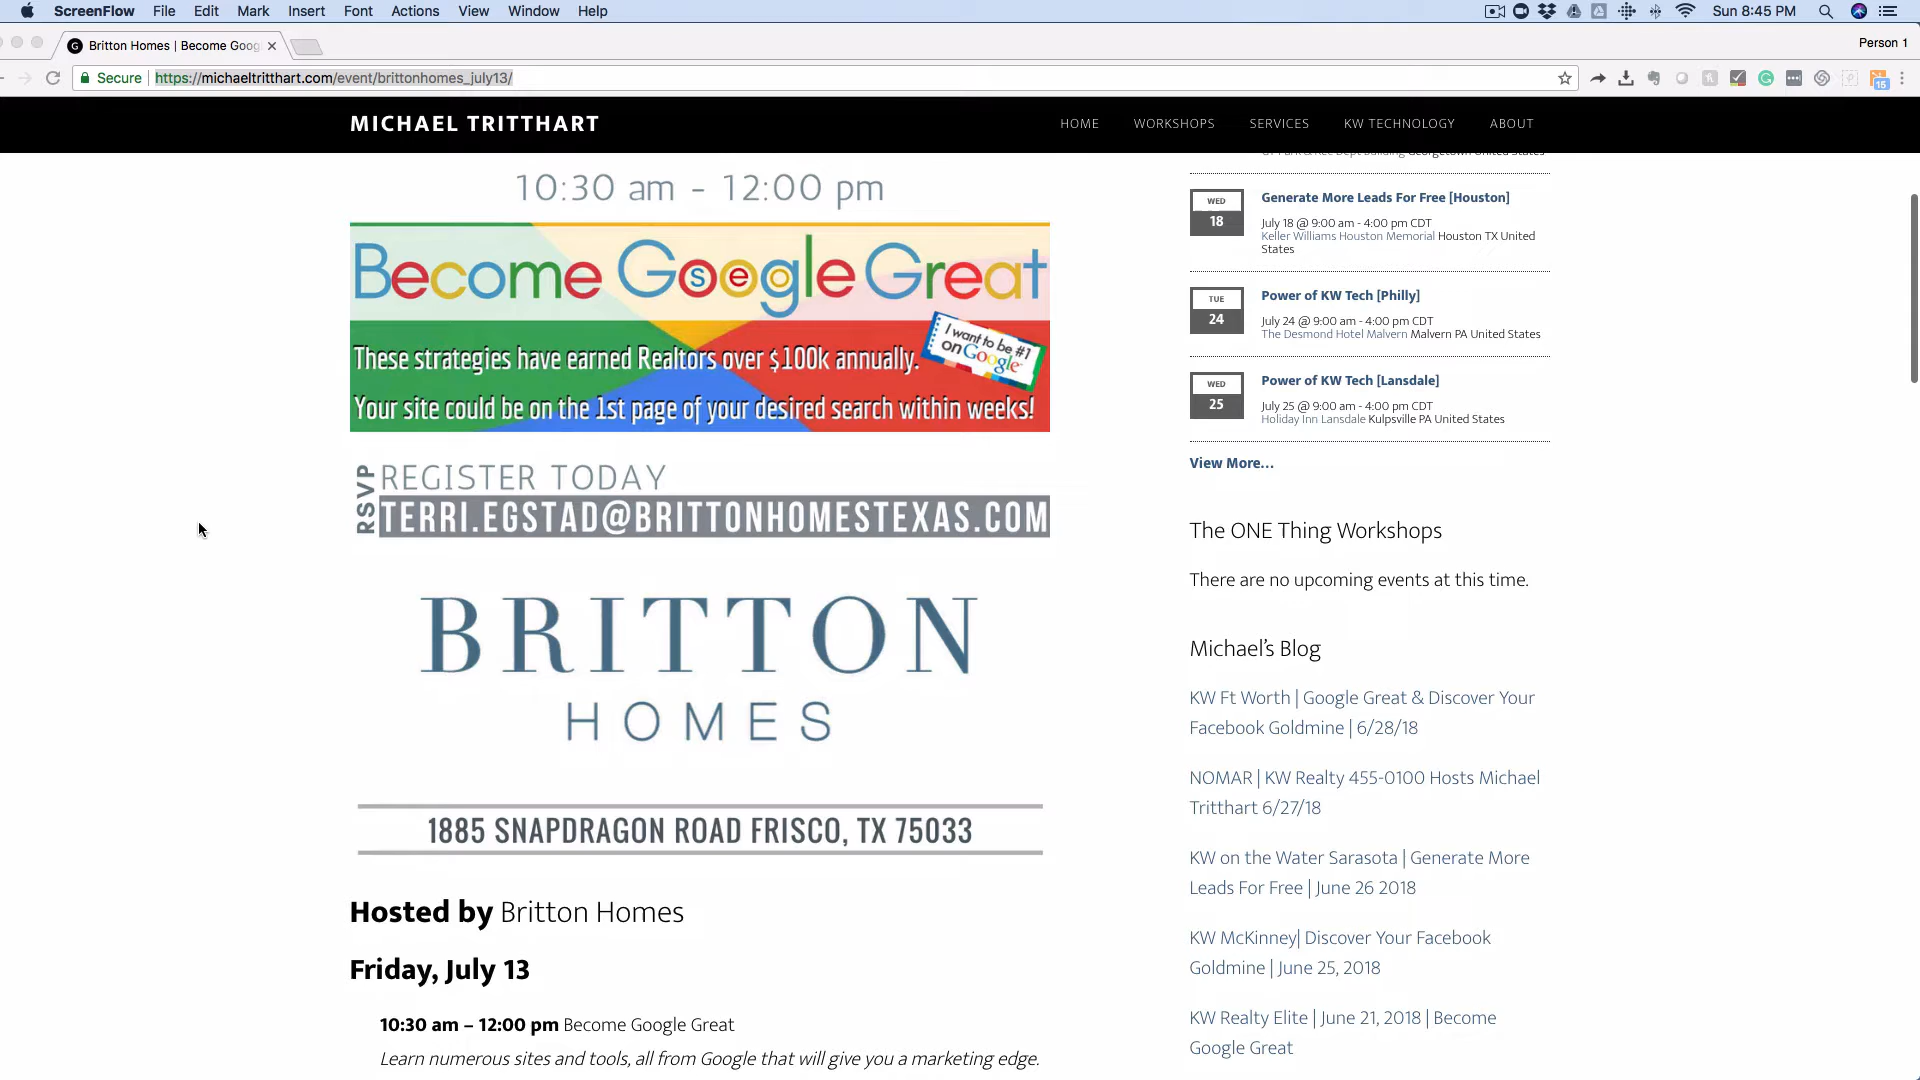 ScreenFlow File Edit Mark Insert Font Actions View Window Help Sun 8:45 PM
Britton Homes | Become Goog Person 1
Secure https://michaeltritthart.com/event/brittonhomes_july13/
15
MICHAEL TRITTHART HOME WORKSHOPS SERVICES KW TECHNOLOGY ABOUT
10:30 am - 12:00 pm
Become Google Great
seo
These strategies have earned Realtors over $100k annually.
I want to be #1
on Google
Your site could be on the 1st page of your desired search within weeks!
RSVP
REGISTER TODAY
TERRI.EGSTAD@BRITTONHOMESTEXAS.COM
BRITTON
HOMES
1885 SNAPDRAGON ROAD FRISCO, TX 75033
Hosted by Britton Homes
Friday, July 13
10:30 am – 12:00 pm Become Google Great
Learn numerous sites and tools, all from Google that will give you a marketing edge.
Georgetown United States
WED
18
Generate More Leads For Free [Houston]
July 18 @ 9:00 am - 4:00 pm CDT
Keller Williams Houston Memorial Houston TX United
States
TUE
24
Power of KW Tech [Philly]
July 24 @ 9:00 am - 4:00 pm CDT
The Desmond Hotel Malvern Malvern PA United States
WED
25
Power of KW Tech [Lansdale]
July 25 @ 9:00 am - 4:00 pm CDT
Holiday Inn Lansdale Kulpsville PA United States
View More...
The ONE Thing Workshops
There are no upcoming events at this time.
Michael’s Blog
KW Ft Worth | Google Great & Discover Your
Facebook Goldmine | 6/28/18
NOMAR | KW Realty 455-0100 Hosts Michael
Tritthart 6/27/18
KW on the Water Sarasota | Generate More
Leads For Free | June 26 2018
KW McKinney| Discover Your Facebook
Goldmine | June 25, 2018
KW Realty Elite | June 21, 2018 | Become
Google Great